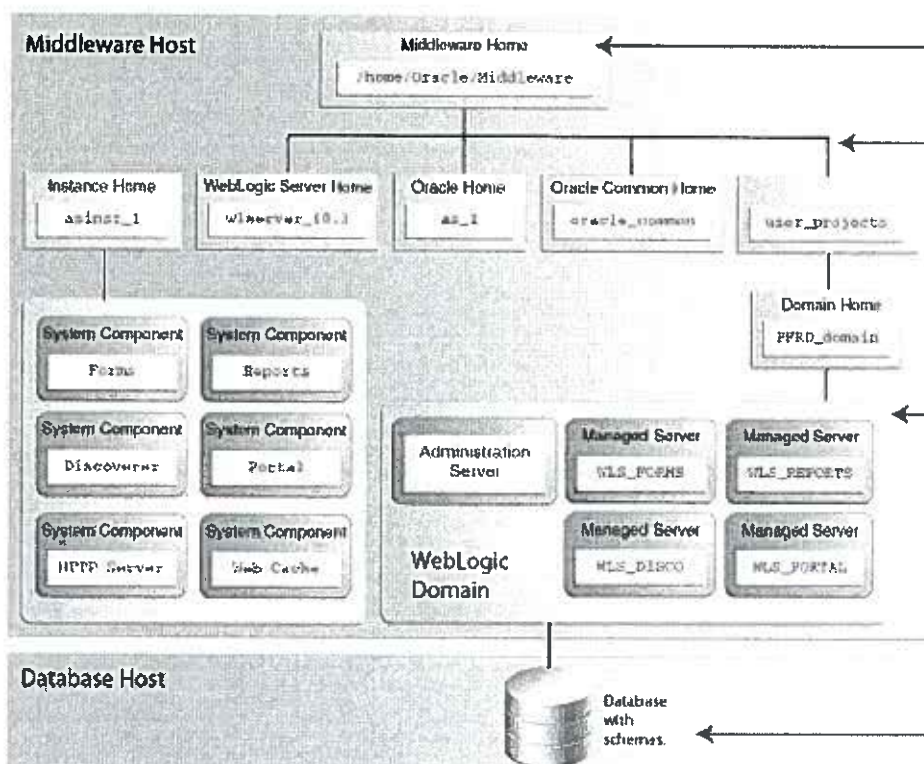 Middleware Host
Middleware Home
/home/Oracle/Middleware
Instance Home
asinst_1
WebLogic Server Home
wlserver_10.3
Oracle Home
as_1
Oracle Common Home
oracle_common
user_projects
Domain Home
PFRD_domain
System Component
Forms
System Component
Reports
System Component
Discoverer
System Component
Portal
System Component
HTTP Server
System Component
Web Cache
Administration
Server
Managed Server
WLS_FORMS
Managed Server
WLS_REPORTS
Managed Server
WLS_DISCO
Managed Server
WLS_PORTAL
WebLogic
Domain
Database Host
Database
with
schemas.